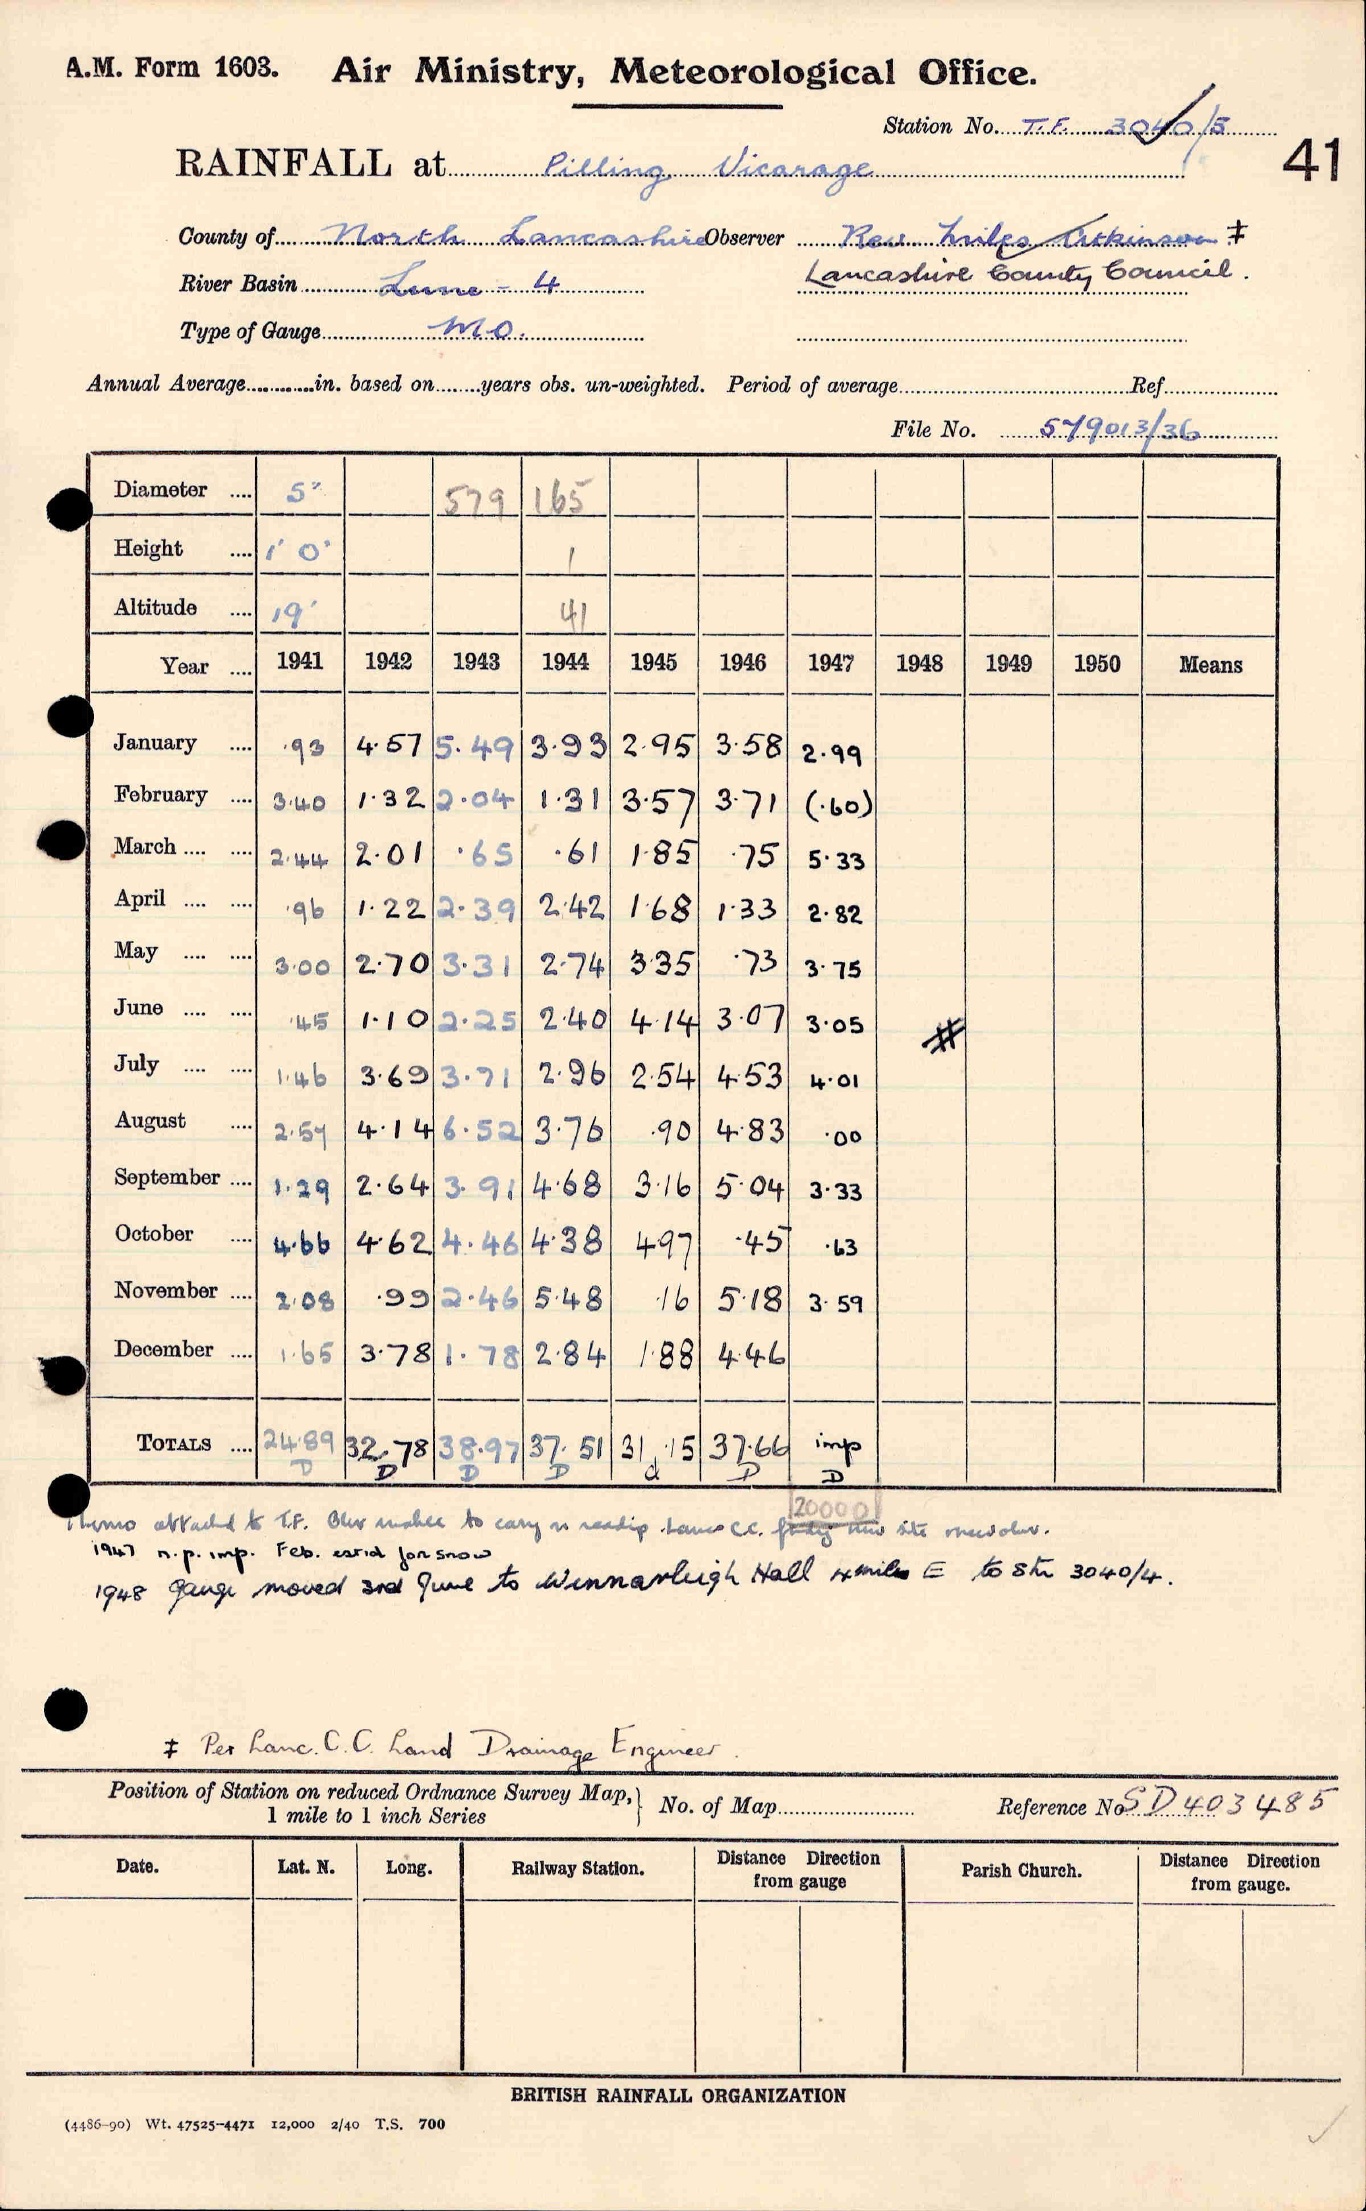 A.M. Form 1603. Air Ministry, Meteorological Office.
Station No. T.F. 3040/5
41
RAINFALL at Pilling Vicarage
County of North Lancashire Observer Rev Miles Atkinson ‡
River Basin Lune - 4 Lancashire County Council.
Type of Gauge M.O.
Annual Average............in. based on.......years obs. un-weighted. Period of average..............Ref..............
File No. 579013/36
Diameter .... 5" 579 165
Height .... 1' 0" 1
Altitude .... 19' 41
Year .... 1941 1942 1943 1944 1945 1946 1947 1948 1949 1950 Means
January .... .93 4.57 5.49 3.93 2.95 3.58 2.99
February .... 3.40 1.32 2.04 1.31 3.57 3.71 (.60)
March .... .... 2.44 2.01 .65 .61 1.85 .75 5.33
April .... .... .96 1.22 2.39 2.42 1.68 1.33 2.82
May .... .... 3.00 2.70 3.31 2.74 3.35 .73 3.75
June .... .... .45 1.10 2.25 2.40 4.14 3.07 3.05 #
July .... .... 1.46 3.69 3.71 2.96 2.54 4.53 4.01
August .... 2.57 4.14 6.52 3.76 .90 4.83 .00
September .... 1.29 2.64 3.91 4.68 3.16 5.04 3.33
October .... 4.66 4.62 4.46 4.38 4.97 .45 .63
November .... 2.08 .99 2.46 5.48 .16 5.18 3.59
December .... 1.65 3.78 1.78 2.84 1.88 4.46
TOTALS .... 24.89 32.78 38.97 37.51 31.15 37.66 imp
D D D D d D D
20000
Memo attached to T.F. Obsr unable to carry on readings. Lancs C.C. new site
1947 n.p. imp. Feb. est'd for snow
1948 Gauge moved 3rd June to Winmarleigh Hall 4 miles E to Stn 3040/4.
‡ Per Lanc. C.C. Land Drainage Engineer.
Position of Station on reduced Ordnance Survey Map, 1 mile to 1 inch Series } No. of Map.............. Reference No. SD403485
Date. Lat. N. Long. Railway Station. Distance Direction from gauge Parish Church. Distance Direction from gauge.
BRITISH RAINFALL ORGANIZATION
(4486-90) Wt. 47525-4471 12,000 2/40 T.S. 700